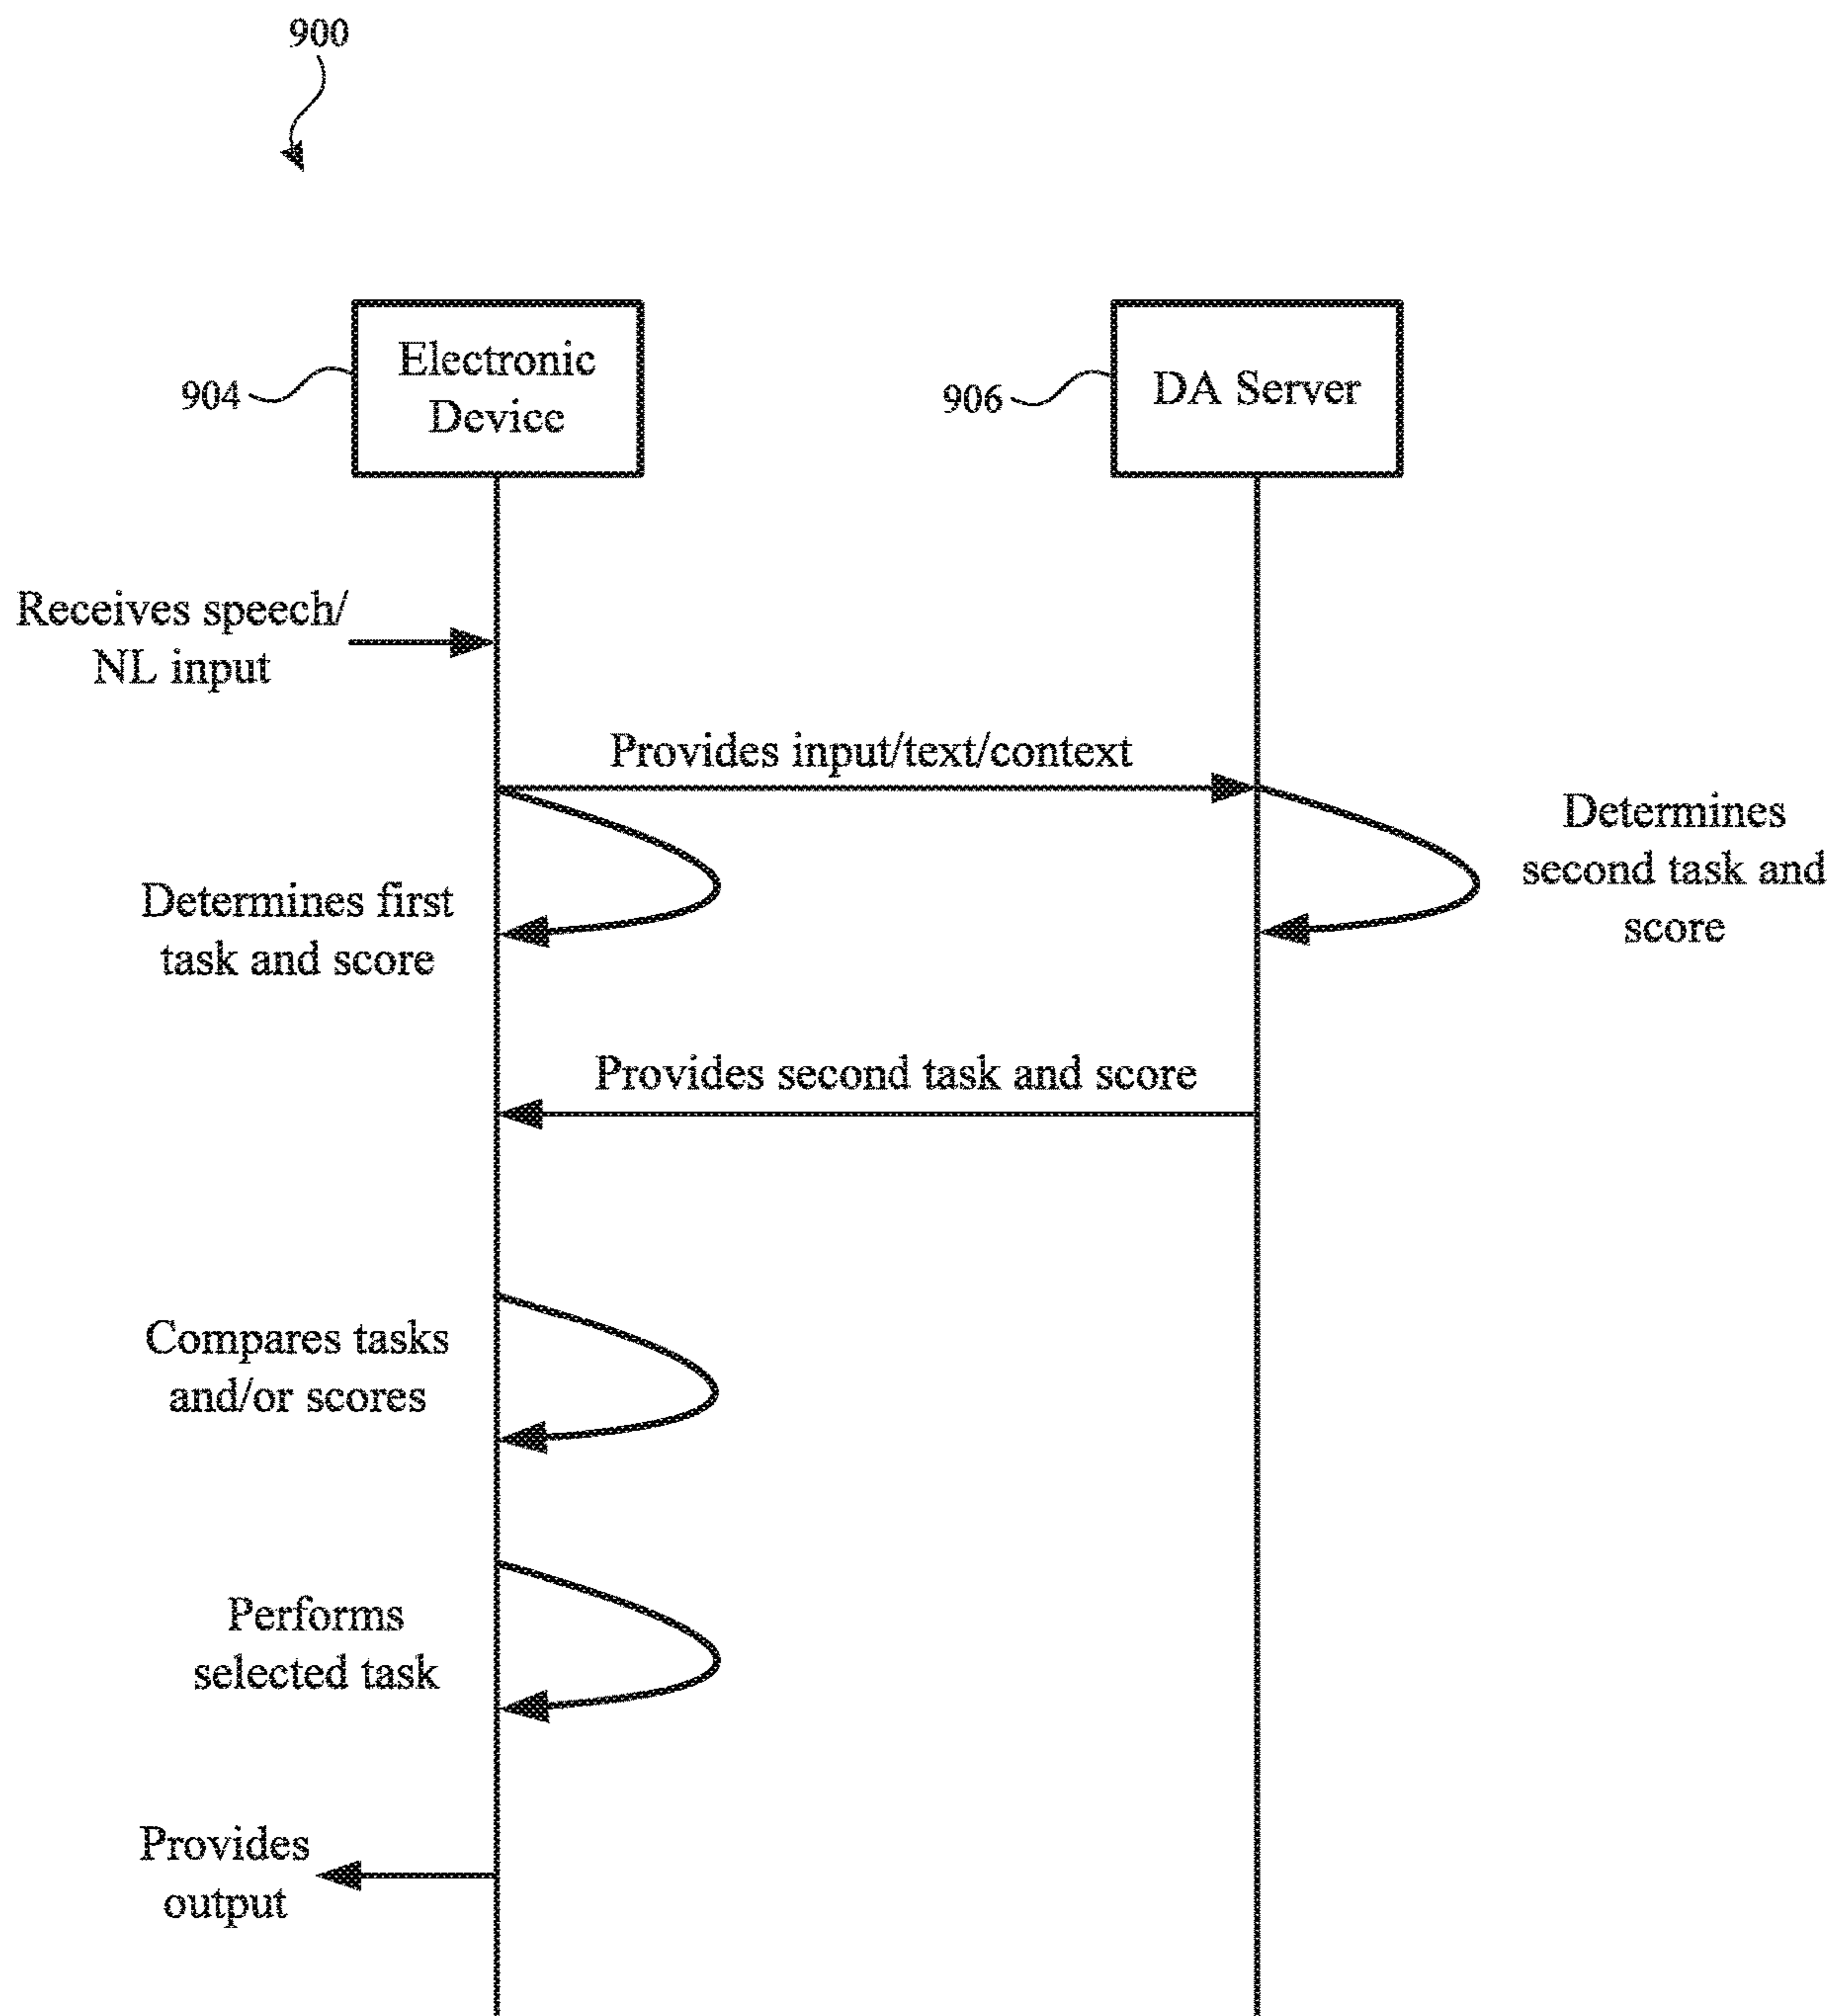 900
Electronic
Device
904
DA Server
906
Receives speech/
NL input
Provides input/text/context
Determines
second task and
score
Determines first
task and score
Provides second task and score
Compares tasks
and/or scores
Performs
selected task
Provides
output